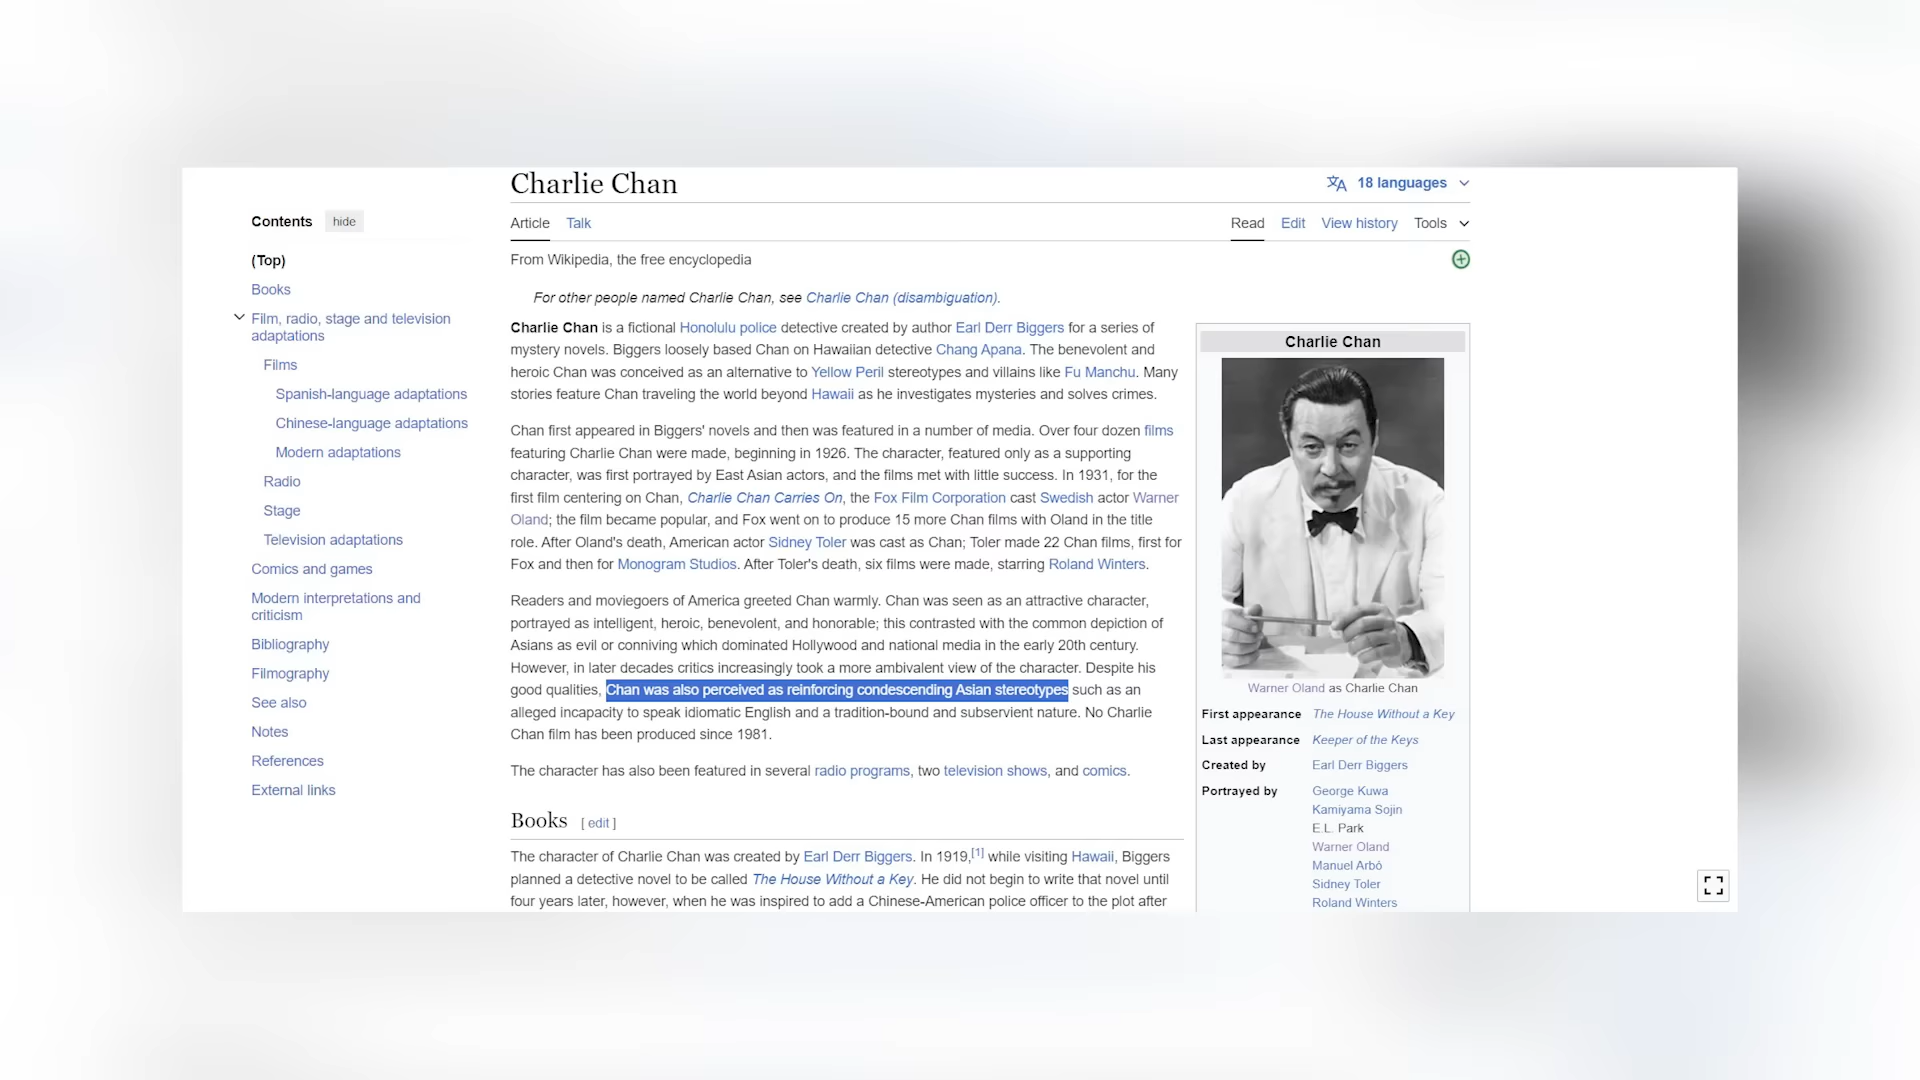 Charlie Chan
18 languages
Contents hide
Article Talk
Read Edit View history Tools
(Top)
Books
Film, radio, stage and television
adaptations
Films
Spanish-language adaptations
Chinese-language adaptations
Modern adaptations
Radio
Stage
Television adaptations
Comics and games
Modern interpretations and
criticism
Bibliography
Filmography
See also
Notes
References
External links
From Wikipedia, the free encyclopedia
For other people named Charlie Chan, see Charlie Chan (disambiguation).
Charlie Chan is a fictional Honolulu police detective created by author Earl Derr Biggers for a series of
mystery novels. Biggers loosely based Chan on Hawaiian detective Chang Apana. The benevolent and
heroic Chan was conceived as an alternative to Yellow Peril stereotypes and villains like Fu Manchu. Many
stories feature Chan traveling the world beyond Hawaii as he investigates mysteries and solves crimes.
Chan first appeared in Biggers' novels and then was featured in a number of media. Over four dozen films
featuring Charlie Chan were made, beginning in 1926. The character, featured only as a supporting
character, was first portrayed by East Asian actors, and the films met with little success. In 1931, for the
first film centering on Chan, Charlie Chan Carries On, the Fox Film Corporation cast Swedish actor Warner
Oland; the film became popular, and Fox went on to produce 15 more Chan films with Oland in the title
role. After Oland's death, American actor Sidney Toler was cast as Chan; Toler made 22 Chan films, first for
Fox and then for Monogram Studios. After Toler's death, six films were made, starring Roland Winters.
Readers and moviegoers of America greeted Chan warmly. Chan was seen as an attractive character,
portrayed as intelligent, heroic, benevolent, and honorable; this contrasted with the common depiction of
Asians as evil or conniving which dominated Hollywood and national media in the early 20th century.
However, in later decades critics increasingly took a more ambivalent view of the character. Despite his
good qualities, Chan was also perceived as reinforcing condescending Asian stereotypes such as an
alleged incapacity to speak idiomatic English and a tradition-bound and subservient nature. No Charlie
Chan film has been produced since 1981.
The character has also been featured in several radio programs, two television shows, and comics.
Books [ edit ]
The character of Charlie Chan was created by Earl Derr Biggers. In 1919,[1] while visiting Hawaii, Biggers
planned a detective novel to be called The House Without a Key. He did not begin to write that novel until
four years later, however, when he was inspired to add a Chinese-American police officer to the plot after
Charlie Chan
Warner Oland as Charlie Chan
First appearance The House Without a Key
Last appearance Keeper of the Keys
Created by Earl Derr Biggers
Portrayed by George Kuwa
Kamiyama Sojin
E.L. Park
Warner Oland
Manuel Arbó
Sidney Toler
Roland Winters